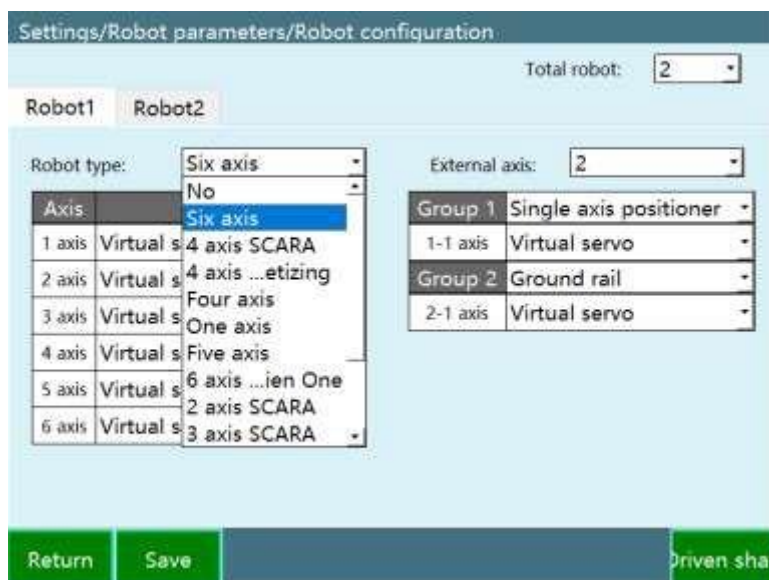 Settings/Robot parameters/Robot configuration
Total robot: 2
Robot1 Robot2
Robot type: Six axis
External axis: 2
Axis
1 axis Virtual s
2 axis Virtual s
3 axis Virtual s
4 axis Virtual s
5 axis Virtual s
6 axis Virtual s
No
Six axis
4 axis SCARA
4 axis ...etizing
Four axis
One axis
Five axis
6 axis ...ien One
2 axis SCARA
3 axis SCARA
Group 1 Single axis positioner
1-1 axis Virtual servo
Group 2 Ground rail
2-1 axis Virtual servo
Return Save Driven sha